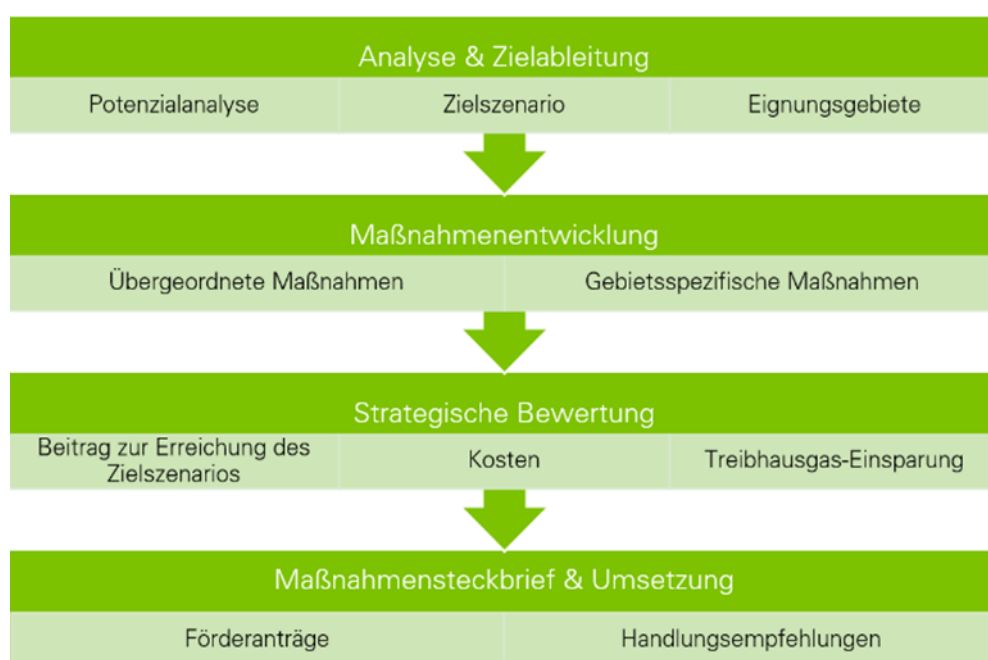 Analyse & Zielableitung
Potenzialanalyse
Zielszenario
Eignungsgebiete
Maßnahmenentwicklung
Übergeordnete Maßnahmen
Gebietsspezifische Maßnahmen
Strategische Bewertung
Beitrag zur Erreichung des
Zielszenarios
Kosten
Treibhausgas-Einsparung
Maßnahmensteckbrief & Umsetzung
Förderanträge
Handlungsempfehlungen